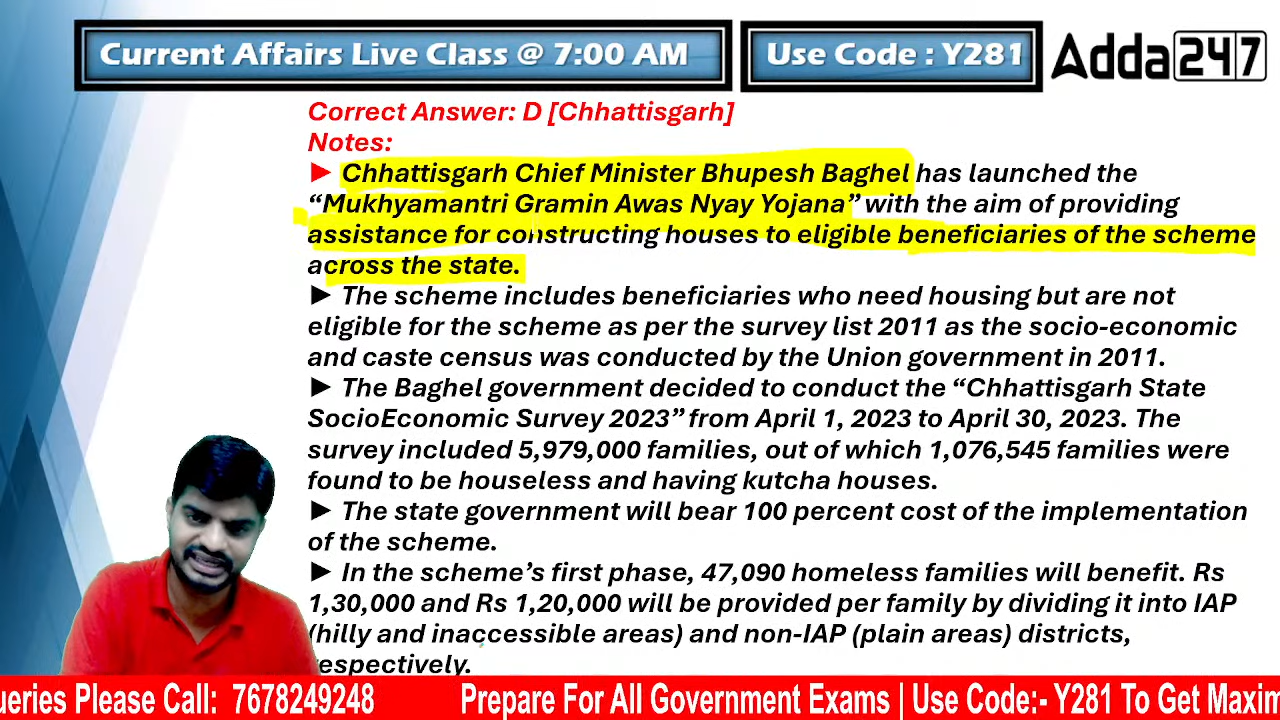 Current Affairs Live Class @ 7:00 AM
Use Code : Y281
Adda247
Correct Answer: D [Chhattisgarh]
Notes:
► Chhattisgarh Chief Minister Bhupesh Baghel has launched the
“Mukhyamantri Gramin Awas Nyay Yojana” with the aim of providing
assistance for constructing houses to eligible beneficiaries of the scheme
across the state.
► The scheme includes beneficiaries who need housing but are not
eligible for the scheme as per the survey list 2011 as the socio-economic
and caste census was conducted by the Union government in 2011.
► The Baghel government decided to conduct the “Chhattisgarh State
SocioEconomic Survey 2023” from April 1, 2023 to April 30, 2023. The
survey included 5,979,000 families, out of which 1,076,545 families were
found to be houseless and having kutcha houses.
► The state government will bear 100 percent cost of the implementation
of the scheme.
► In the scheme’s first phase, 47,090 homeless families will benefit. Rs
1,30,000 and Rs 1,20,000 will be provided per family by dividing it into IAP
(hilly and inaccessible areas) and non-IAP (plain areas) districts,
respectively.
ueries Please Call: 7678249248 Prepare For All Government Exams | Use Code:- Y281 To Get Maxim